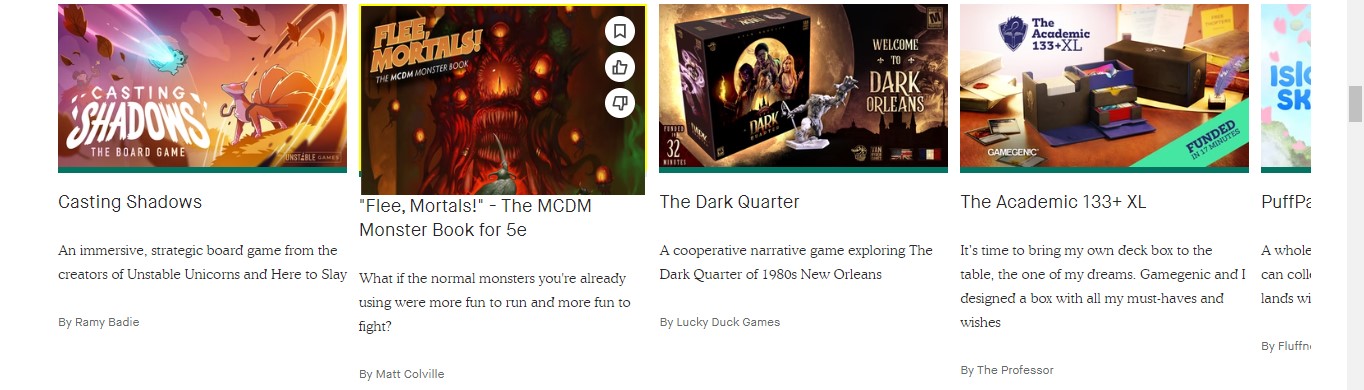 CASTING
SHADOWS
THE BOARD GAME
UNSTABLE GAMES
FLEE,
MORTALS!
THE MCDM MONSTER BOOK
WELCOME
TO
DARK
ORLEANS
DARK
QUARTER
FUNDED
IN
32
MINUTES
M
The
Academic
133+XL
FUNDED
IN 17 MINUTES
GAMEGENIC
Casting Shadows
An immersive, strategic board game from the
creators of Unstable Unicorns and Here to Slay
By Ramy Badie
"Flee, Mortals!" - The MCDM
Monster Book for 5e
What if the normal monsters you're already
using were more fun to run and more fun to
fight?
By Matt Colville
The Dark Quarter
A cooperative narrative game exploring The
Dark Quarter of 1980s New Orleans
By Lucky Duck Games
The Academic 133+ XL
It's time to bring my own deck box to the
table, the one of my dreams. Gamegenic and I
designed a box with all my must-haves and
wishes
By The Professor
PuffPa
A whole
can coll
lands wi
By Fluffn